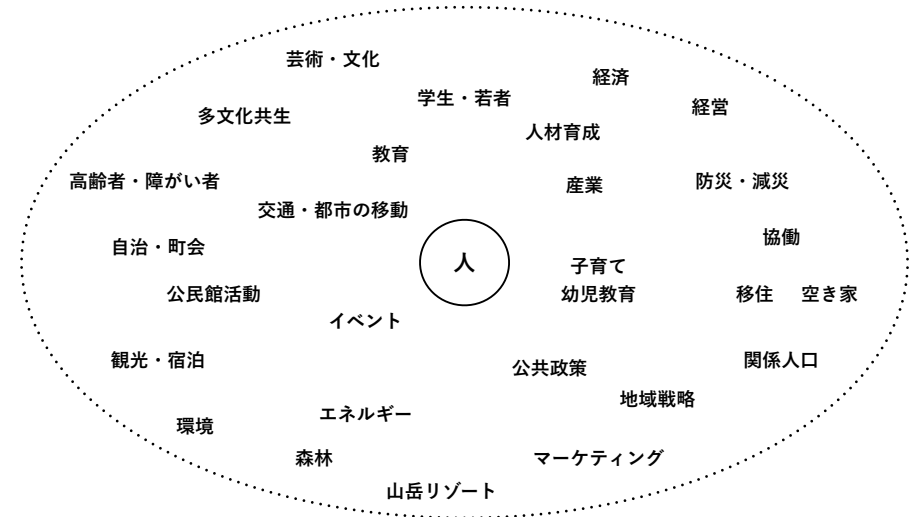 芸術・文化
経済
学生・若者
経営
多文化共生
人材育成
教育
高齢者・障がい者
産業
防災・減災
交通・都市の移動
協働
自治・町会
人
子育て
幼児教育
公民館活動
移住
空き家
イベント
観光・宿泊
公共政策
関係人口
地域戦略
エネルギー
環境
森林
マーケティング
山岳リゾート